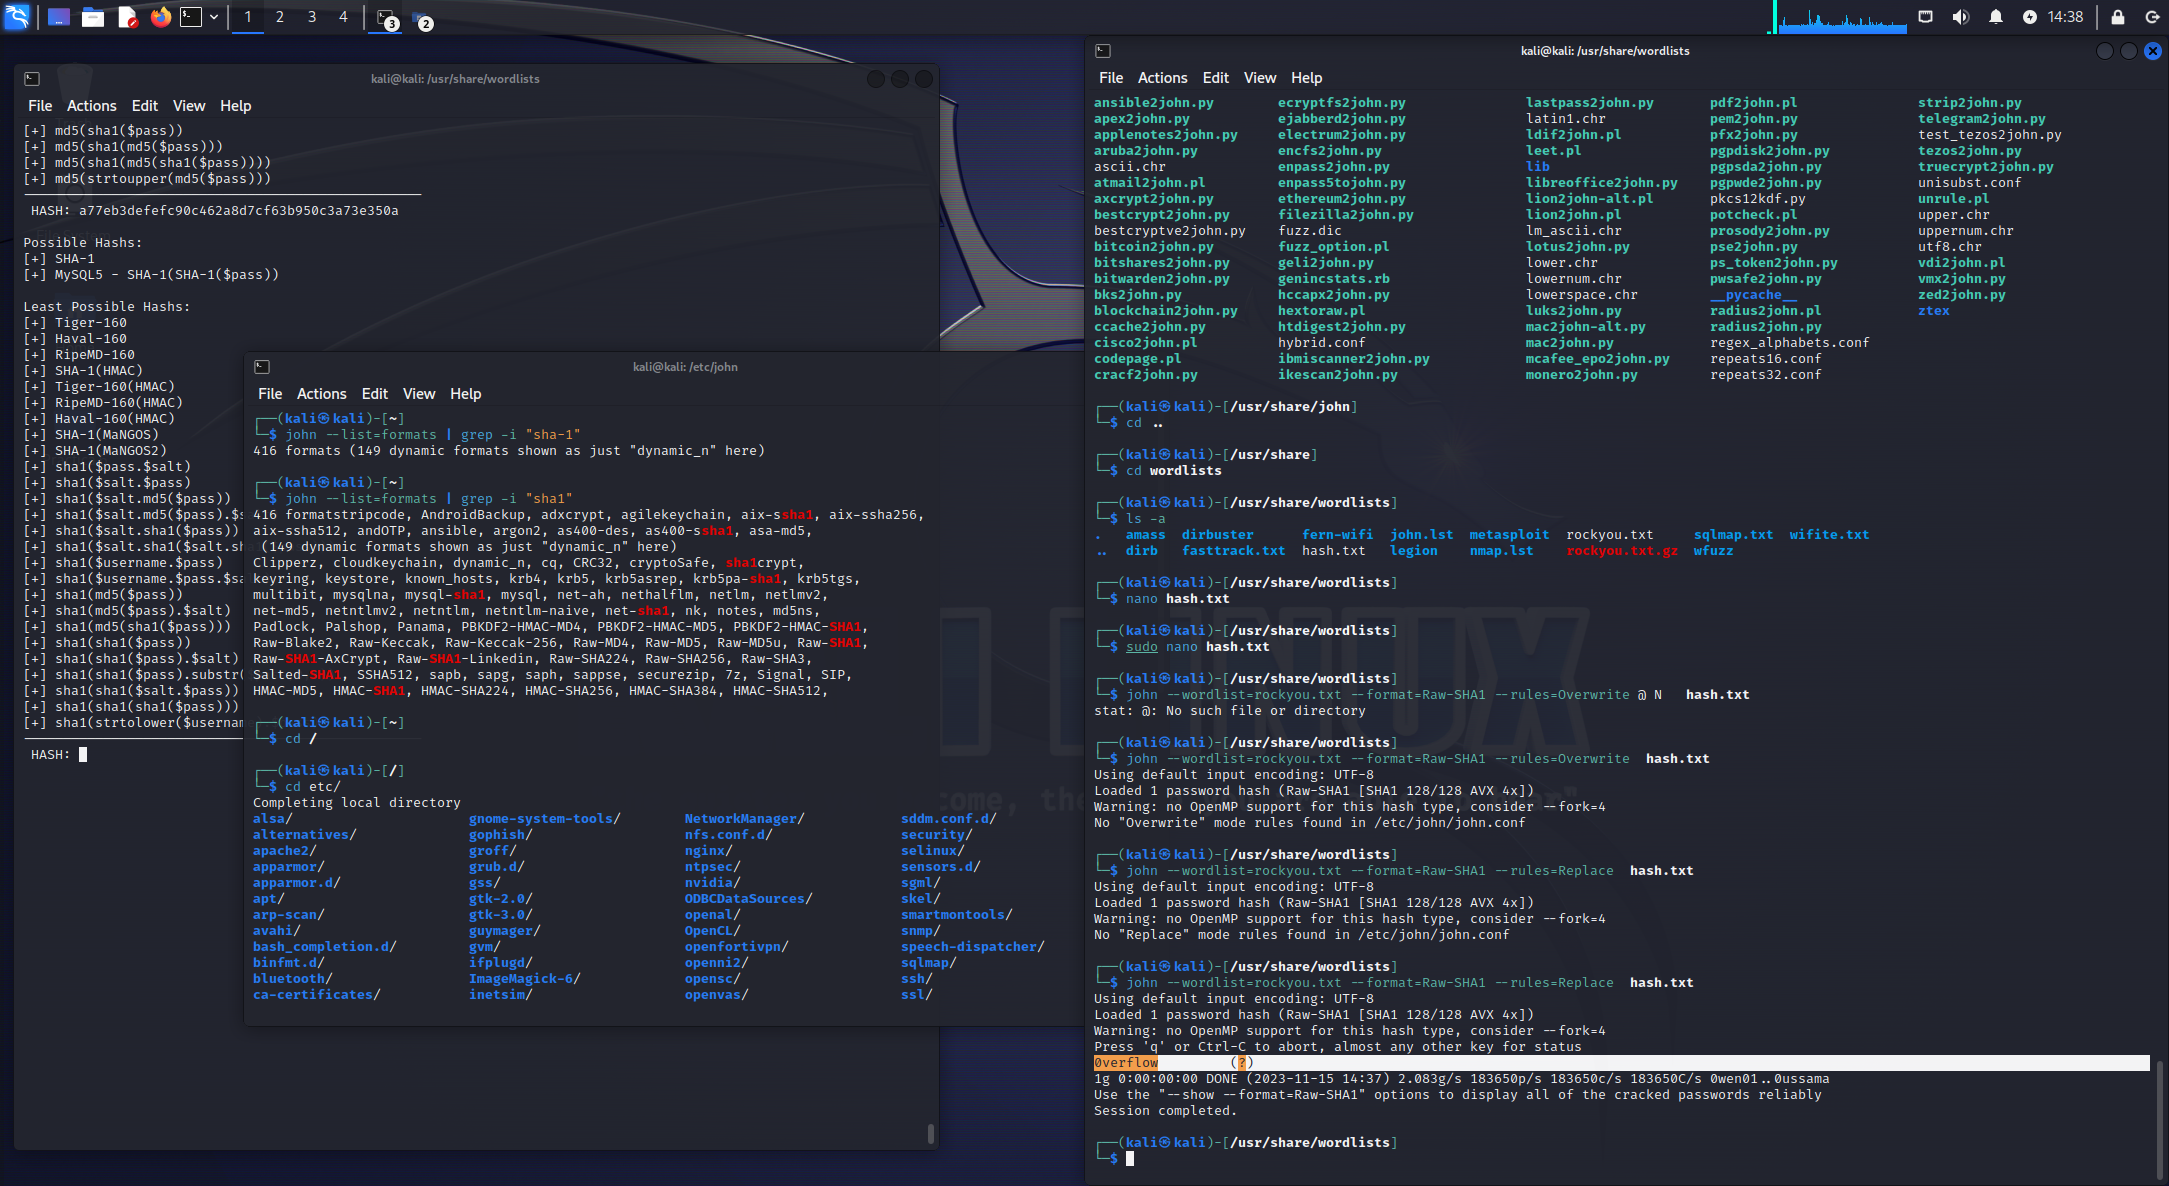 1 2 3 4 3 2 14:38
kali@kali: /usr/share/wordlists
File Actions Edit View Help
[+] md5(sha1($pass))
[+] md5(sha1(md5($pass)))
[+] md5(sha1(md5(sha1($pass))))
[+] md5(strtoupper(md5($pass)))
HASH: a77eb3defefc90c462a8d7cf63b950c3a73e350a
Possible Hashs:
[+] SHA-1
[+] MySQL5 - SHA-1(SHA-1($pass))
Least Possible Hashs:
[+] Tiger-160
[+] Haval-160
[+] RipeMD-160
[+] SHA-1(HMAC)
[+] Tiger-160(HMAC)
[+] RipeMD-160(HMAC)
[+] Haval-160(HMAC)
[+] SHA-1(MaNGOS)
[+] SHA-1(MaNGOS2)
[+] sha1($pass.$salt)
[+] sha1($salt.$pass)
[+] sha1($salt.md5($pass))
[+] sha1($salt.md5($pass).$s
[+] sha1($salt.sha1($pass))
[+] sha1($salt.sha1($salt.sh
[+] sha1($username.$pass)
[+] sha1($username.$pass.$sa
[+] sha1(md5($pass))
[+] sha1(md5($pass).$salt)
[+] sha1(md5(sha1($pass)))
[+] sha1(sha1($pass))
[+] sha1(sha1($pass).$salt)
[+] sha1(sha1($pass).substr(
[+] sha1(sha1($salt.$pass))
[+] sha1(sha1(sha1($pass)))
[+] sha1(strtolower($usernam
HASH:
kali@kali: /etc/john
File Actions Edit View Help
┌──(kali㉿kali)-[~]
└─$ john --list=formats | grep -i "sha-1"
416 formats (149 dynamic formats shown as just "dynamic_n" here)
┌──(kali㉿kali)-[~]
└─$ john --list=formats | grep -i "sha1"
416 formatstripcode, AndroidBackup, adxcrypt, agilekeychain, aix-ssha1, aix-ssha256,
aix-ssha512, andOTP, ansible, argon2, as400-des, as400-ssha1, asa-md5,
(149 dynamic formats shown as just "dynamic_n" here)
Clipperz, cloudkeychain, dynamic_n, cq, CRC32, cryptoSafe, sha1crypt,
keyring, keystore, known_hosts, krb4, krb5, krb5asrep, krb5pa-sha1, krb5tgs,
multibit, mysqlna, mysql-sha1, mysql, net-ah, nethalflm, netlm, netlmv2,
net-md5, netntlmv2, netntlm, netntlm-naive, net-sha1, nk, notes, md5ns,
Padlock, Palshop, Panama, PBKDF2-HMAC-MD4, PBKDF2-HMAC-MD5, PBKDF2-HMAC-SHA1,
Raw-Blake2, Raw-Keccak, Raw-Keccak-256, Raw-MD4, Raw-MD5, Raw-MD5u, Raw-SHA1,
Raw-SHA1-AxCrypt, Raw-SHA1-Linkedin, Raw-SHA224, Raw-SHA256, Raw-SHA3,
Salted-SHA1, SSHA512, sapb, sapg, saph, sappse, securezip, 7z, Signal, SIP,
HMAC-MD5, HMAC-SHA1, HMAC-SHA224, HMAC-SHA256, HMAC-SHA384, HMAC-SHA512,
┌──(kali㉿kali)-[~]
└─$ cd /
┌──(kali㉿kali)-[/]
└─$ cd etc/
Completing local directory
alsa/ gnome-system-tools/ NetworkManager/ sddm.conf.d/
alternatives/ gophish/ nfs.conf.d/ security/
apache2/ groff/ nginx/ selinux/
apparmor/ grub.d/ ntpsec/ sensors.d/
apparmor.d/ gss/ nvidia/ sgml/
apt/ gtk-2.0/ ODBCDataSources/ skel/
arp-scan/ gtk-3.0/ openal/ smartmontools/
avahi/ guymager/ OpenCL/ snmp/
bash_completion.d/ gvm/ openfortivpn/ speech-dispatcher/
binfmt.d/ ifplugd/ openni2/ sqlmap/
bluetooth/ ImageMagick-6/ opensc/ ssh/
ca-certificates/ inetsim/ openvas/ ssl/
kali@kali: /usr/share/wordlists
File Actions Edit View Help
ansible2john.py ecryptfs2john.py lastpass2john.py pdf2john.pl strip2john.py
apex2john.py ejabberd2john.py latin1.chr pem2john.py telegram2john.py
applenotes2john.py electrum2john.py ldif2john.pl pfx2john.py test_tezos2john.py
aruba2john.py encfs2john.py leet.pl pgpdisk2john.py tezos2john.py
ascii.chr enpass2john.py lib pgpsda2john.py truecrypt2john.py
atmail2john.pl enpass5tojohn.py libreoffice2john.py pgpwde2john.py unisubst.conf
axcrypt2john.py ethereum2john.py lion2john-alt.pl pkcs12kdf.py unrule.pl
bestcrypt2john.py filezilla2john.py lion2john.pl potcheck.pl upper.chr
bestcryptve2john.py fuzz.dic lm_ascii.chr prosody2john.py uppernum.chr
bitcoin2john.py fuzz_option.pl lotus2john.py pse2john.py utf8.chr
bitshares2john.py geli2john.py lower.chr ps_token2john.py vdi2john.pl
bitwarden2john.py genincstats.rb lowernum.chr pwsafe2john.py vmx2john.py
bks2john.py hccapx2john.py lowerspace.chr __pycache__ zed2john.py
blockchain2john.py hextoraw.pl luks2john.py radius2john.pl ztex
ccache2john.py htdigest2john.py mac2john-alt.py radius2john.py
cisco2john.pl hybrid.conf mac2john.py regex_alphabets.conf
codepage.pl ibmiscanner2john.py mcafee_epo2john.py repeats16.conf
cracf2john.py ikescan2john.py monero2john.py repeats32.conf
┌──(kali㉿kali)-[/usr/share/john]
└─$ cd ..
┌──(kali㉿kali)-[/usr/share]
└─$ cd wordlists
┌──(kali㉿kali)-[/usr/share/wordlists]
└─$ ls -a
. amass dirbuster fern-wifi john.lst metasploit rockyou.txt sqlmap.txt wifite.txt
.. dirb fasttrack.txt hash.txt legion nmap.lst rockyou.txt.gz wfuzz
┌──(kali㉿kali)-[/usr/share/wordlists]
└─$ nano hash.txt
┌──(kali㉿kali)-[/usr/share/wordlists]
└─$ sudo nano hash.txt
┌──(kali㉿kali)-[/usr/share/wordlists]
└─$ john --wordlist=rockyou.txt --format=Raw-SHA1 --rules=Overwrite @ N hash.txt
stat: @: No such file or directory
┌──(kali㉿kali)-[/usr/share/wordlists]
└─$ john --wordlist=rockyou.txt --format=Raw-SHA1 --rules=Overwrite hash.txt
Using default input encoding: UTF-8
Loaded 1 password hash (Raw-SHA1 [SHA1 128/128 AVX 4x])
Warning: no OpenMP support for this hash type, consider --fork=4
No "Overwrite" mode rules found in /etc/john/john.conf
┌──(kali㉿kali)-[/usr/share/wordlists]
└─$ john --wordlist=rockyou.txt --format=Raw-SHA1 --rules=Replace hash.txt
Using default input encoding: UTF-8
Loaded 1 password hash (Raw-SHA1 [SHA1 128/128 AVX 4x])
Warning: no OpenMP support for this hash type, consider --fork=4
No "Replace" mode rules found in /etc/john/john.conf
┌──(kali㉿kali)-[/usr/share/wordlists]
└─$ john --wordlist=rockyou.txt --format=Raw-SHA1 --rules=Replace hash.txt
Using default input encoding: UTF-8
Loaded 1 password hash (Raw-SHA1 [SHA1 128/128 AVX 4x])
Warning: no OpenMP support for this hash type, consider --fork=4
Press 'q' or Ctrl-C to abort, almost any other key for status
0verflow (?)
1g 0:00:00:00 DONE (2023-11-15 14:37) 2.083g/s 183650p/s 183650c/s 183650C/s 0wen01..0ussama
Use the "--show --format=Raw-SHA1" options to display all of the cracked passwords reliably
Session completed.
┌──(kali㉿kali)-[/usr/share/wordlists]
└─$